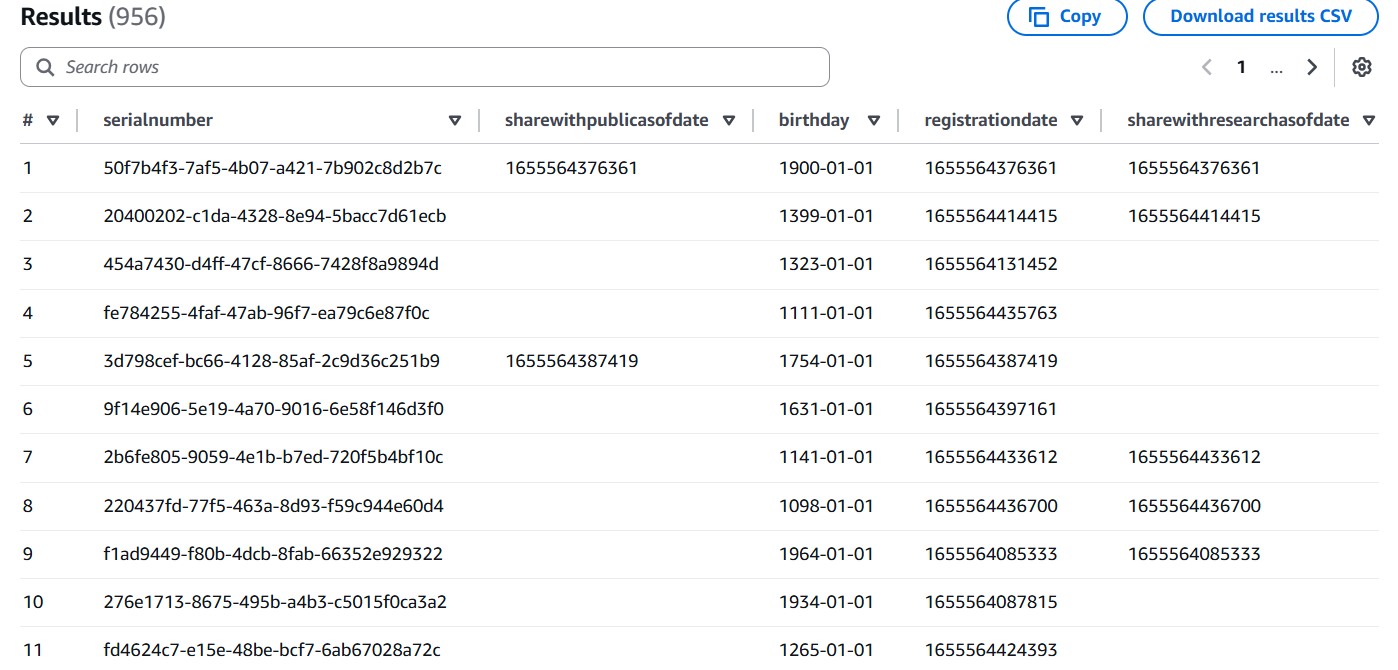 Results (956) Copy Download results CSV
Search rows 1 ...
# serialnumber sharewithpublicasofdate birthday registrationdate sharewithresearchasofdate
1 50f7b4f3-7af5-4b07-a421-7b902c8d2b7c 1655564376361 1900-01-01 1655564376361 1655564376361
2 20400202-c1da-4328-8e94-5bacc7d61ecb 1399-01-01 1655564414415 1655564414415
3 454a7430-d4ff-47cf-8666-7428f8a9894d 1323-01-01 1655564131452
4 fe784255-4faf-47ab-96f7-ea79c6e87f0c 1111-01-01 1655564435763
5 3d798cef-bc66-4128-85af-2c9d36c251b9 1655564387419 1754-01-01 1655564387419
6 9f14e906-5e19-4a70-9016-6e58f146d3f0 1631-01-01 1655564397161
7 2b6fe805-9059-4e1b-b7ed-720f5b4bf10c 1141-01-01 1655564433612 1655564433612
8 220437fd-77f5-463a-8d93-f59c944e60d4 1098-01-01 1655564436700 1655564436700
9 f1ad9449-f80b-4dcb-8fab-66352e929322 1964-01-01 1655564085333 1655564085333
10 276e1713-8675-495b-a4b3-c5015f0ca3a2 1934-01-01 1655564087815
11 fd4624c7-e15e-48be-bcf7-6ab67028a72c 1265-01-01 1655564424393